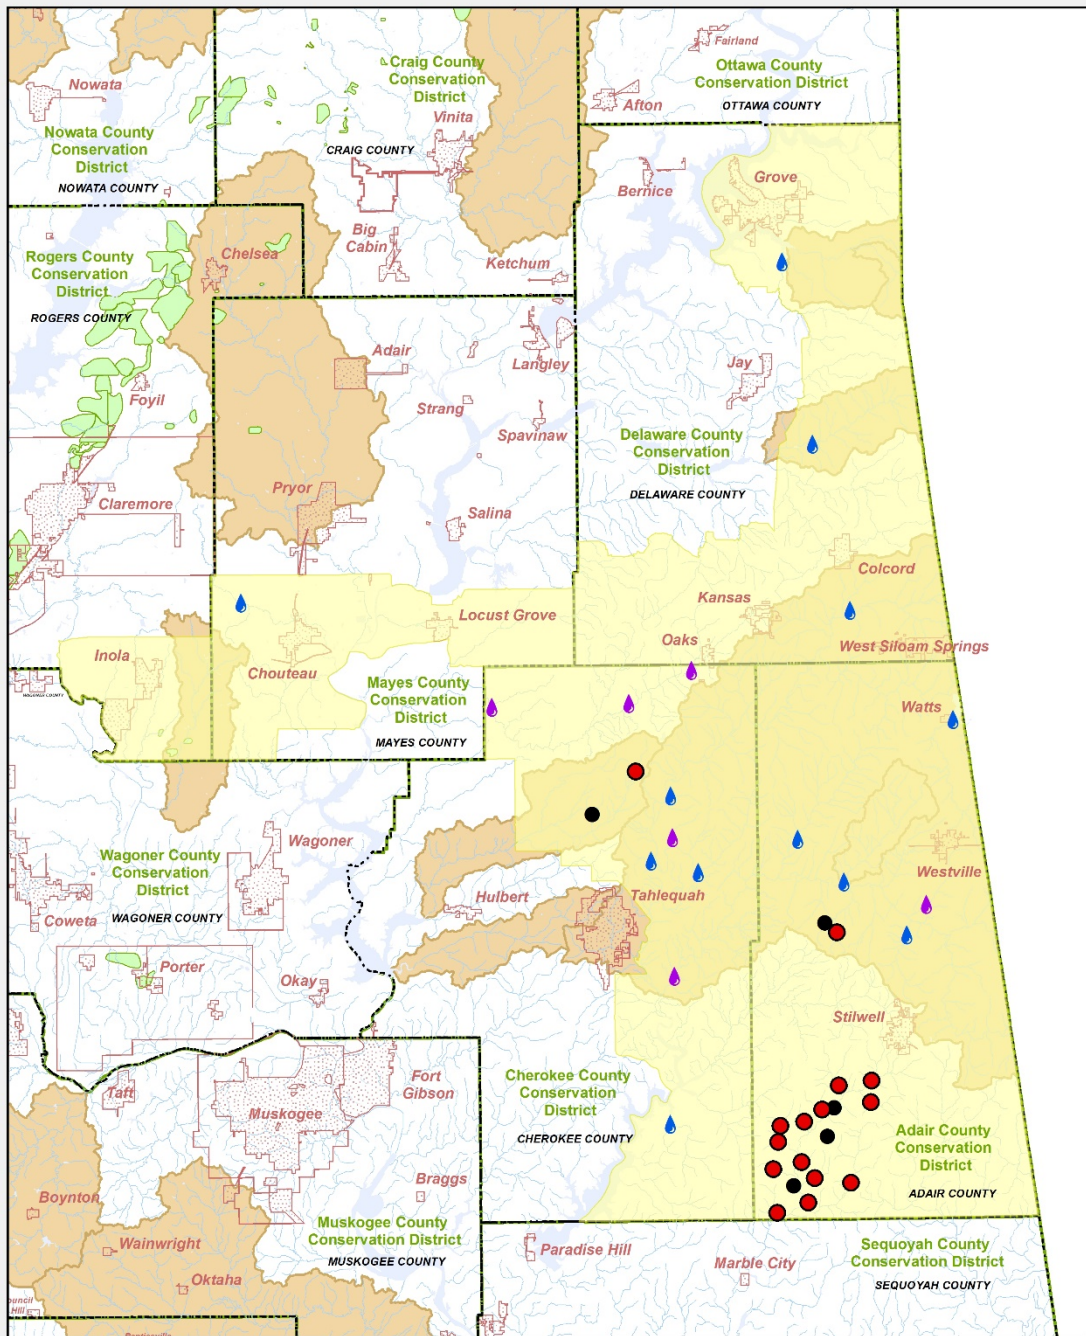 Fairland
Craig County
Conservation
District
Ottawa County
Conservation District
OTTAWA COUNTY
Nowata
Afton
Vinita
Nowata County
Conservation
District
NOWATA COUNTY
CRAIG COUNTY
Bernice
Grove
Big
Cabin
Chelsea
Ketchum
Rogers County
Conservation
District
ROGERS COUNTY
Adair
Langley
Jay
Foyil
Strang
Spavinaw
Delaware County
Conservation
District
DELAWARE COUNTY
Pryor
Claremore
Salina
Colcord
Kansas
Locust Grove
Oaks
West Siloam Springs
Inola
Chouteau
Mayes County
Conservation
District
MAYES COUNTY
WAGONER COUNTY
Watts
Wagoner
Wagoner County
Conservation
District
WAGONER COUNTY
Westville
Hulbert
Tahlequah
Coweta
Porter
Okay
Stilwell
Fort
Gibson
Taft
Muskogee
Cherokee County
Conservation
District
CHEROKEE COUNTY
Adair County
Conservation
District
ADAIR COUNTY
Braggs
Boynton
Muskogee County
Conservation District
MUSKOGEE COUNTY
Wainwright
Paradise Hill
Marble City
Sequoyah County
Conservation District
SEQUOYAH COUNTY
Oktaha
ouncil
Hill